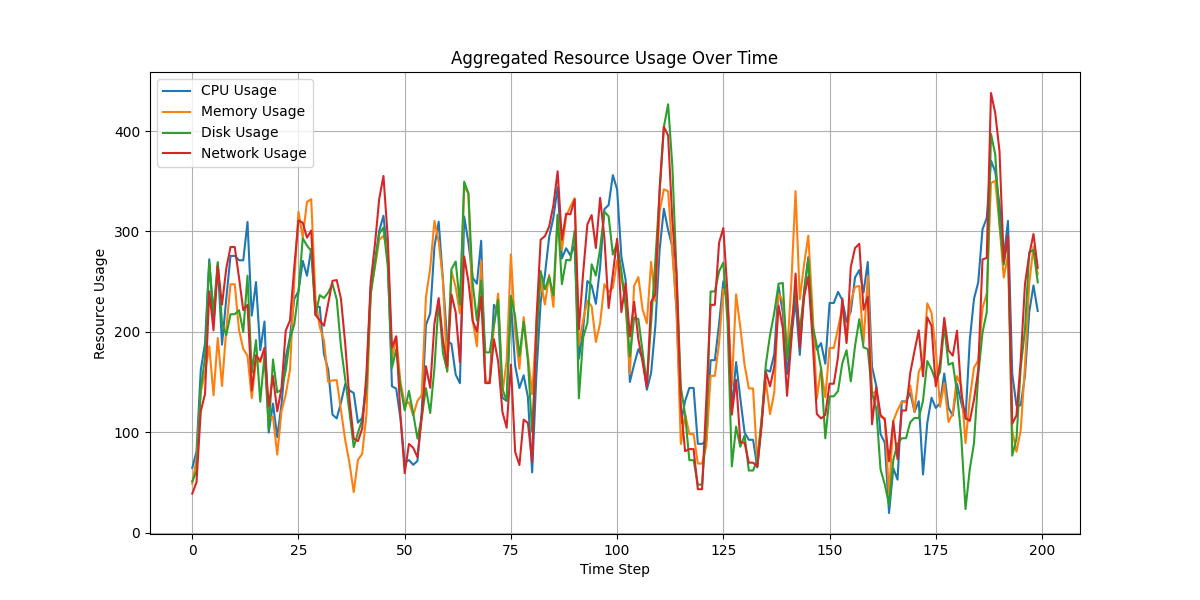 Aggregated Resource Usage Over Time
CPU Usage
Memory Usage
Disk Usage
Network Usage
Resource Usage
400
300
200
100
0
0 25 50 75 100 125 150 175 200
Time Step